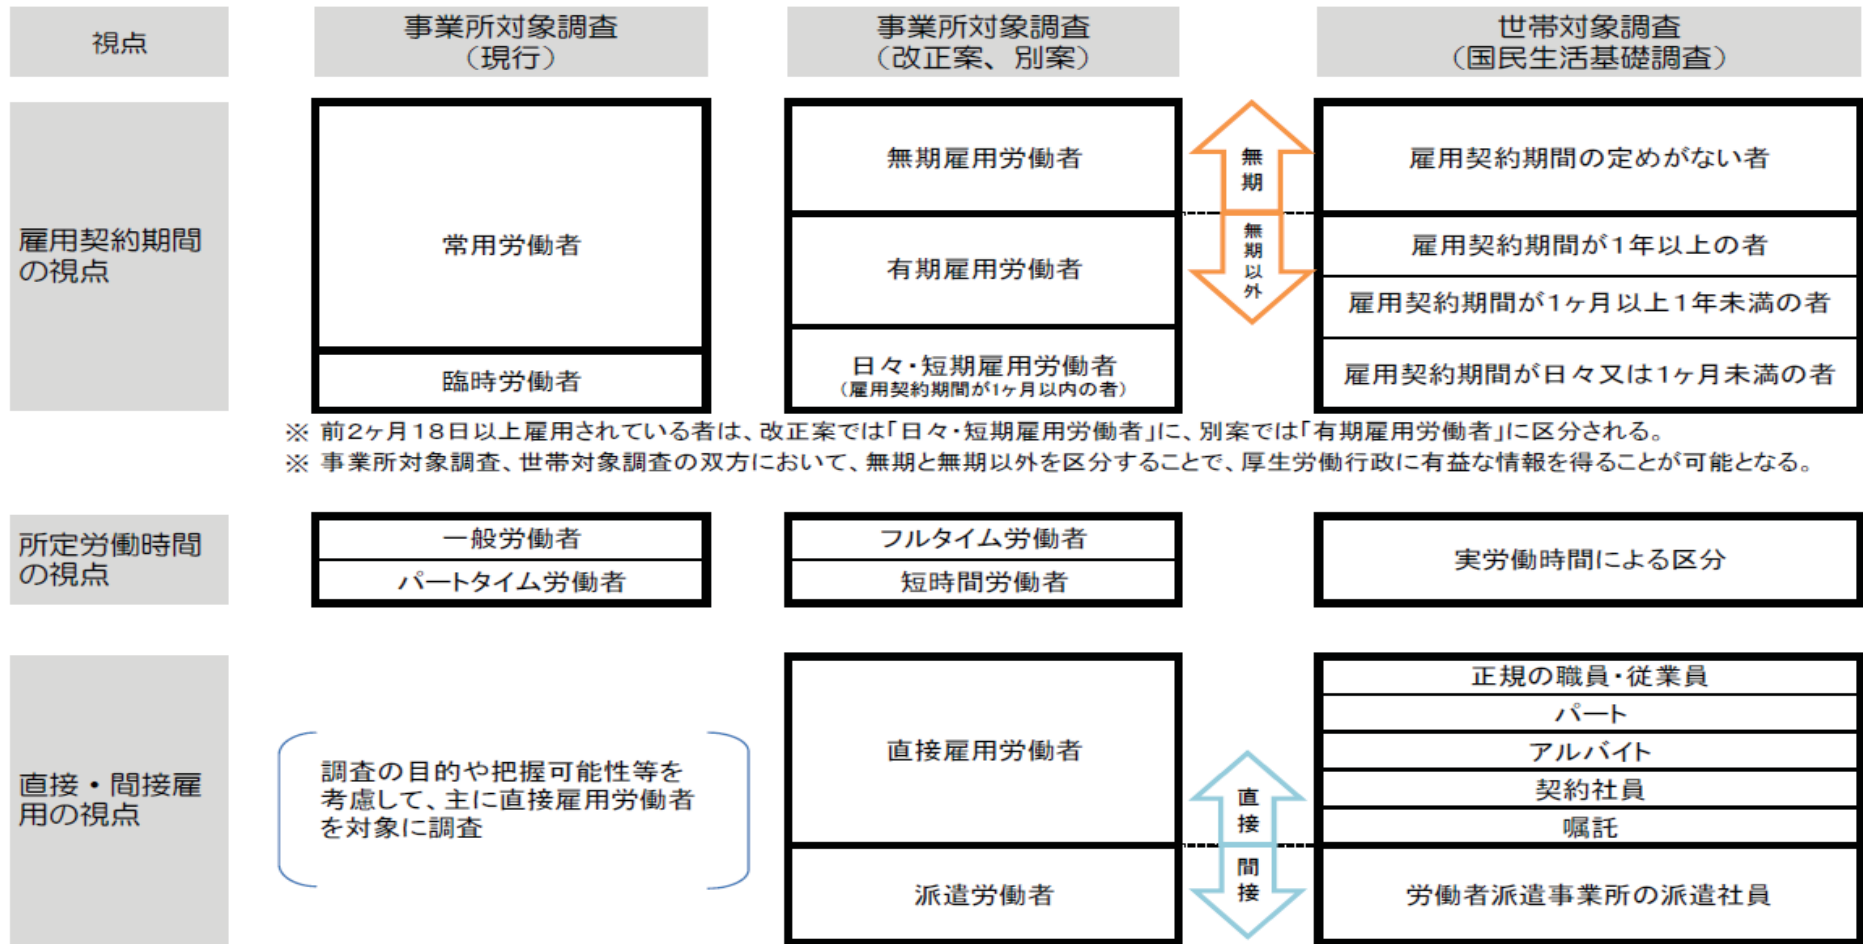 視点
事業所対象調査
（現行）
事業所対象調査
（改正案、別案）
世帯対象調査
（国民生活基礎調査）
雇用契約期間
の視点
常用労働者
臨時労働者
無期雇用労働者
有期雇用労働者
日々・短期雇用労働者
（雇用契約期間が1ヶ月以内の者）
無期
無期以外
雇用契約期間の定めがない者
雇用契約期間が1年以上の者
雇用契約期間が1ヶ月以上1年未満の者
雇用契約期間が日々又は1ヶ月未満の者
※ 前2ヶ月18日以上雇用されている者は、改正案では「日々・短期雇用労働者」に、別案では「有期雇用労働者」に区分される。
※ 事業所対象調査、世帯対象調査の双方において、無期と無期以外を区分することで、厚生労働行政に有益な情報を得ることが可能となる。
所定労働時間
の視点
一般労働者
パートタイム労働者
フルタイム労働者
短時間労働者
実労働時間による区分
直接・間接雇
用の視点
調査の目的や把握可能性等を
考慮して、主に直接雇用労働者
を対象に調査
直接雇用労働者
派遣労働者
直接
間接
正規の職員・従業員
パート
アルバイト
契約社員
嘱託
労働者派遣事業所の派遣社員